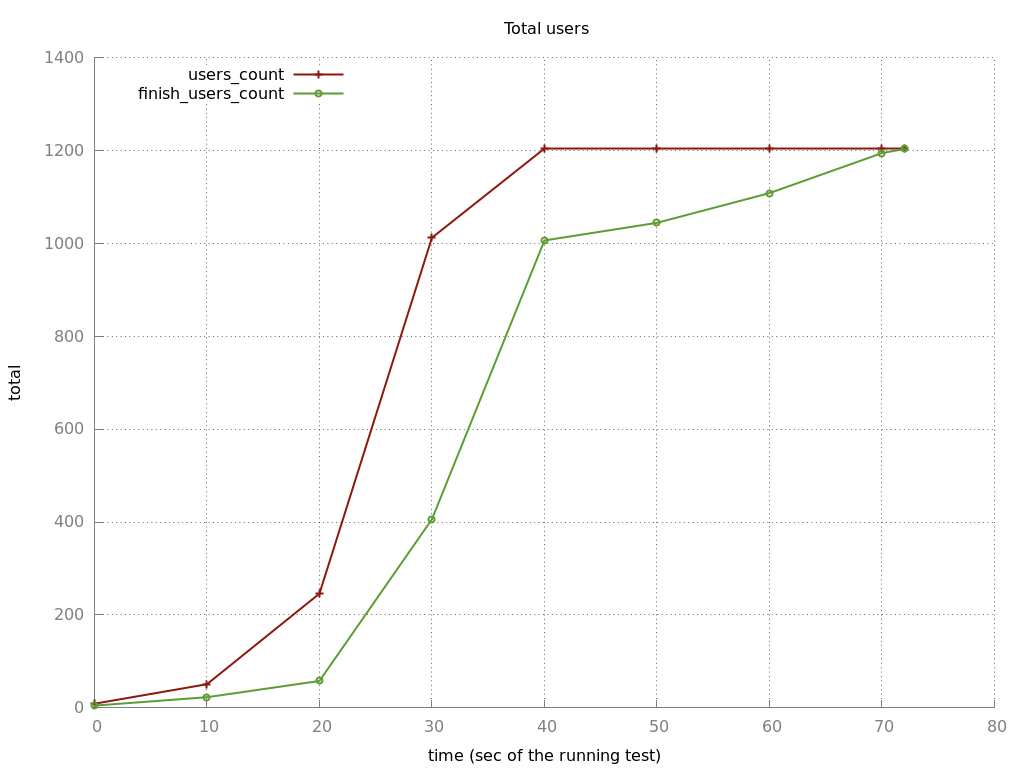 Total users
1400
users_count
finish_users_count
1200
1000
800
total
600
400
200
0
0 10 20 30 40 50 60 70 80
time (sec of the running test)